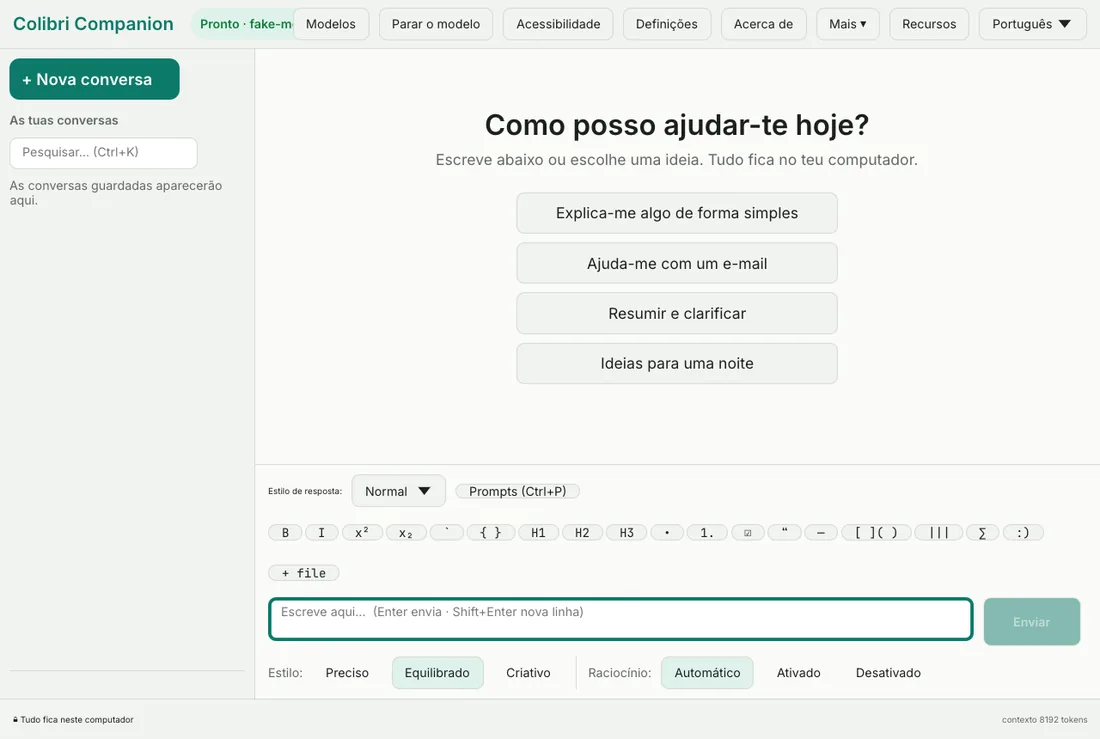 Colibri Companion
Pronto · fake-m
Modelos
Parar o modelo
Acessibilidade
Definições
Acerca de
Mais ▾
Recursos
Português ▼
+ Nova conversa
As tuas conversas
Pesquisar... (Ctrl+K)
As conversas guardadas aparecerão
aqui.
Como posso ajudar-te hoje?
Escreve abaixo ou escolhe uma ideia. Tudo fica no teu computador.
Explica-me algo de forma simples
Ajuda-me com um e-mail
Resumir e clarificar
Ideias para uma noite
Estilo de resposta:
Normal ▼
Prompts (Ctrl+P)
B I x² x₂ ` { } H1 H2 H3 • 1. ☑ “ — [ ]( ) ||| ∑ :)
+ file
Escreve aqui... (Enter envia · Shift+Enter nova linha)
Enviar
Estilo: Preciso Equilibrado Criativo
Raciocínio: Automático Ativado Desativado
Tudo fica neste computador
contexto 8192 tokens